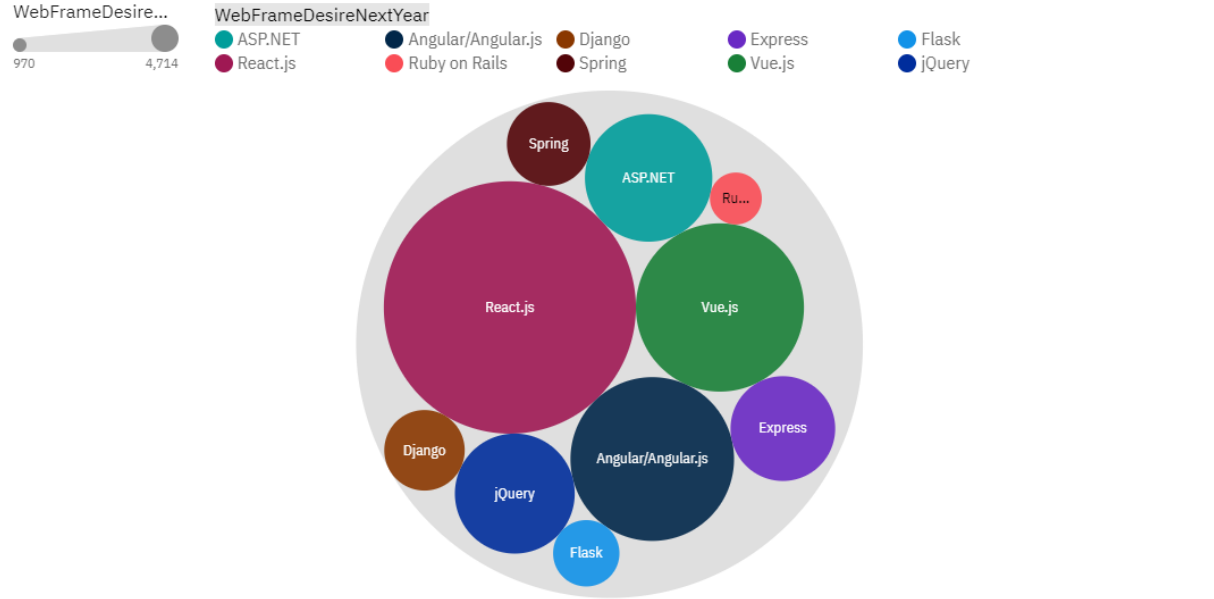 WebFrameDesire...
970 4,714
WebFrameDesireNextYear
ASP.NET Angular/Angular.js Django Express Flask
React.js Ruby on Rails Spring Vue.js jQuery
Spring
ASP.NET
Ru...
React.js
Vue.js
Express
Django
Angular/Angular.js
jQuery
Flask